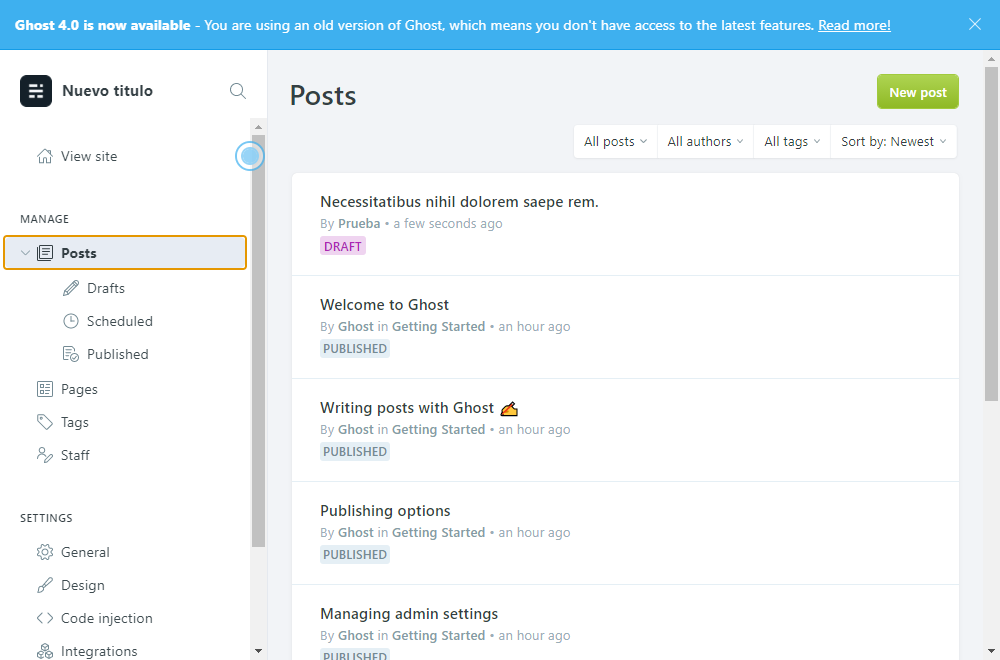 Ghost 4.0 is now available - You are using an old version of Ghost, which means you don't have access to the latest features. Read more!
Nuevo titulo
View site
MANAGE
Posts
Drafts
Scheduled
Published
Pages
Tags
Staff
SETTINGS
General
Design
Code injection
Integrations
Posts
New post
All posts
All authors
All tags
Sort by: Newest
Necessitatibus nihil dolorem saepe rem.
By Prueba • a few seconds ago
DRAFT
Welcome to Ghost
By Ghost in Getting Started • an hour ago
PUBLISHED
Writing posts with Ghost ✍
By Ghost in Getting Started • an hour ago
PUBLISHED
Publishing options
By Ghost in Getting Started • an hour ago
PUBLISHED
Managing admin settings
By Ghost in Getting Started • an hour ago
PUBLISHED